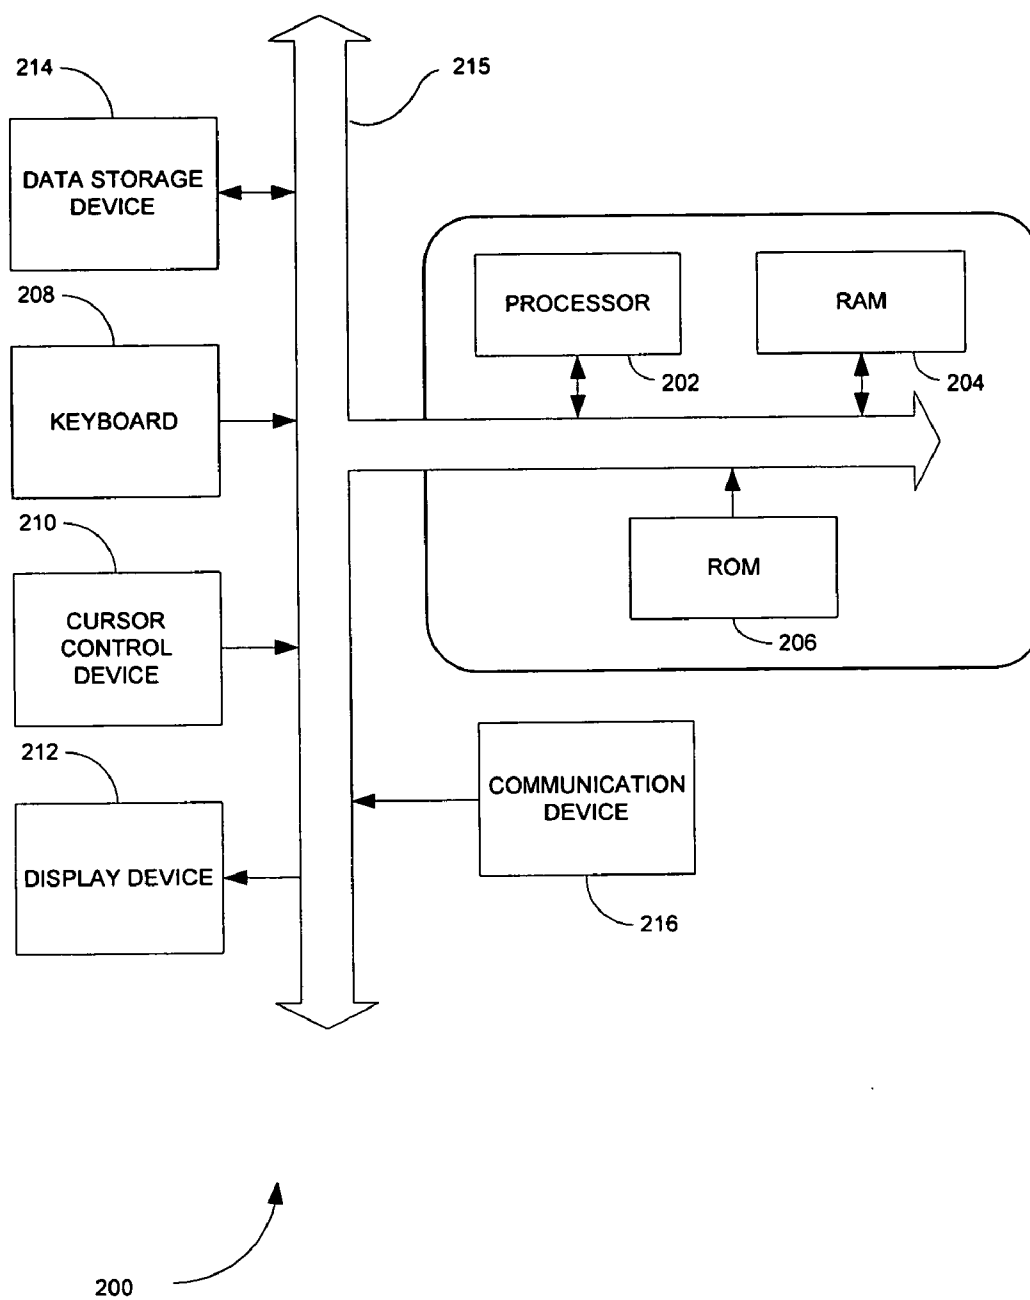 214
215
DATA STORAGE
DEVICE
208
PROCESSOR
RAM
202
204
KEYBOARD
210
ROM
CURSOR
CONTROL
DEVICE
206
212
COMMUNICATION
DEVICE
DISPLAY DEVICE
216
200